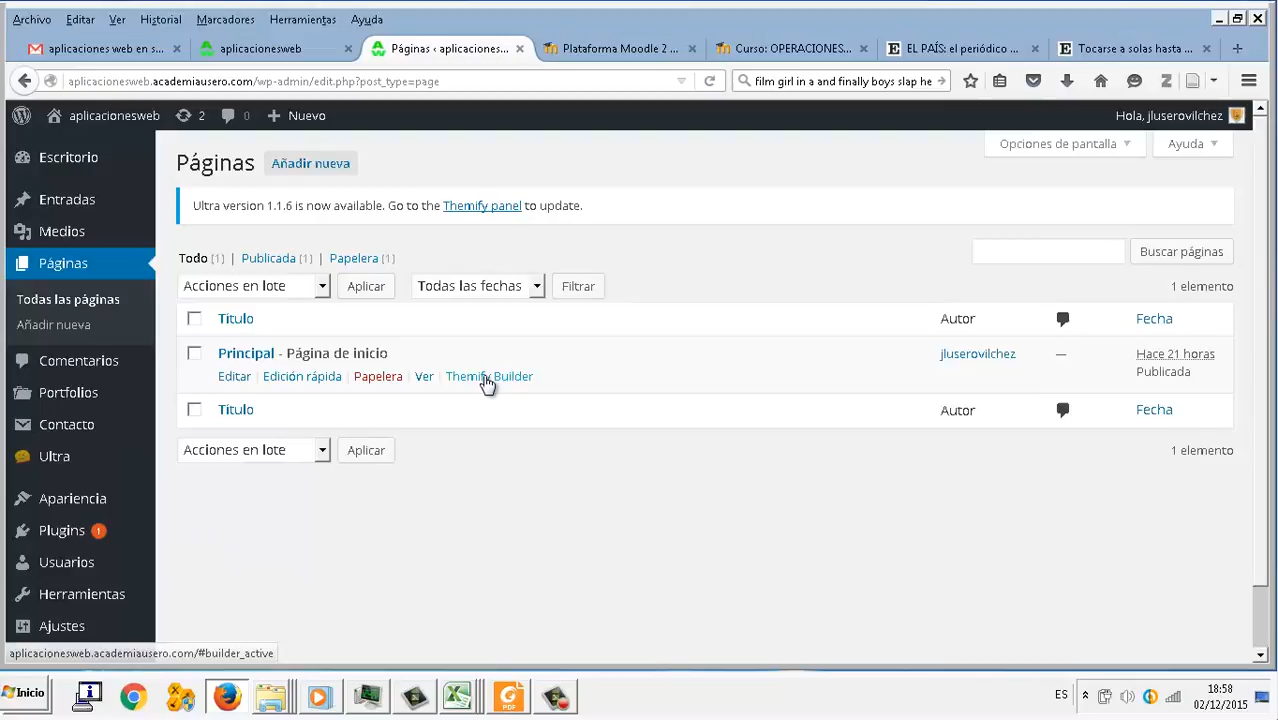 Archivo Editar Ver Historial Marcadores Herramientas Ayuda
aplicaciones web en s... aplicacionesweb Páginas ‹ aplicaciones... Plataforma Moodle 2 ... Curso: OPERACIONES... EL PAÍS: el periódico ... Tocarse a solas hasta ...
aplicacionesweb.academiausero.com/wp-admin/edit.php?post_type=page film girl in a and finally boys slap he
aplicacionesweb 2 0 + Nuevo Hola, jluserovilchez
Opciones de pantalla Ayuda
Escritorio
Entradas
Medios
Páginas
Todas las páginas
Añadir nueva
Comentarios
Portfolios
Contacto
Ultra
Apariencia
Plugins 1
Usuarios
Herramientas
Ajustes
Páginas Añadir nueva
Ultra version 1.1.6 is now available. Go to the Themify panel to update.
Todo (1) | Publicada (1) | Papelera (1)
Buscar páginas
Acciones en lote Aplicar Todas las fechas Filtrar 1 elemento
Título Autor Fecha
Principal - Página de inicio jluserovilchez — Hace 21 horas
Publicada
Editar | Edición rápida | Papelera | Ver | Themify Builder
Título Autor Fecha
Acciones en lote Aplicar 1 elemento
aplicacionesweb.academiausero.com/#builder_active
Inicio PDF ES 18:58
02/12/2015